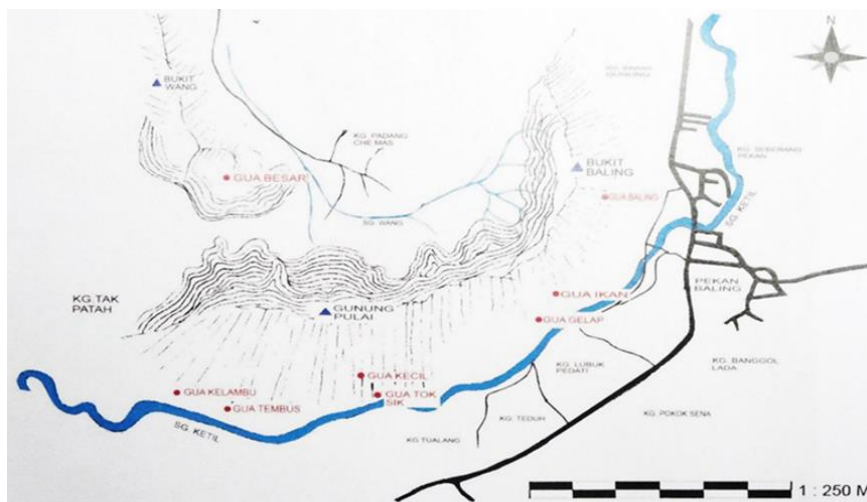 N
BUKIT
WANG
KG. PADANG
CHE MAS
KG. SEBERANG
PEKAN
BUKIT
BALING
GUA BESAR
GUA BALING
SG. WANG
SG. KETIL
KG.TAK
PATAH
GUNUNG
PULAI
GUA IKAN
PEKAN
BALING
GUA GELAP
KG. LUBUK
PEDATI
KG. BANGGOL
LADA
GUA KECIL
GUA KELAMBU
GUA TOK
SIK
GUA TEMBUS
KG. TEDUH
KG. POKOK SENA
SG. KETIL
KG.TUALANG
1 : 250 M